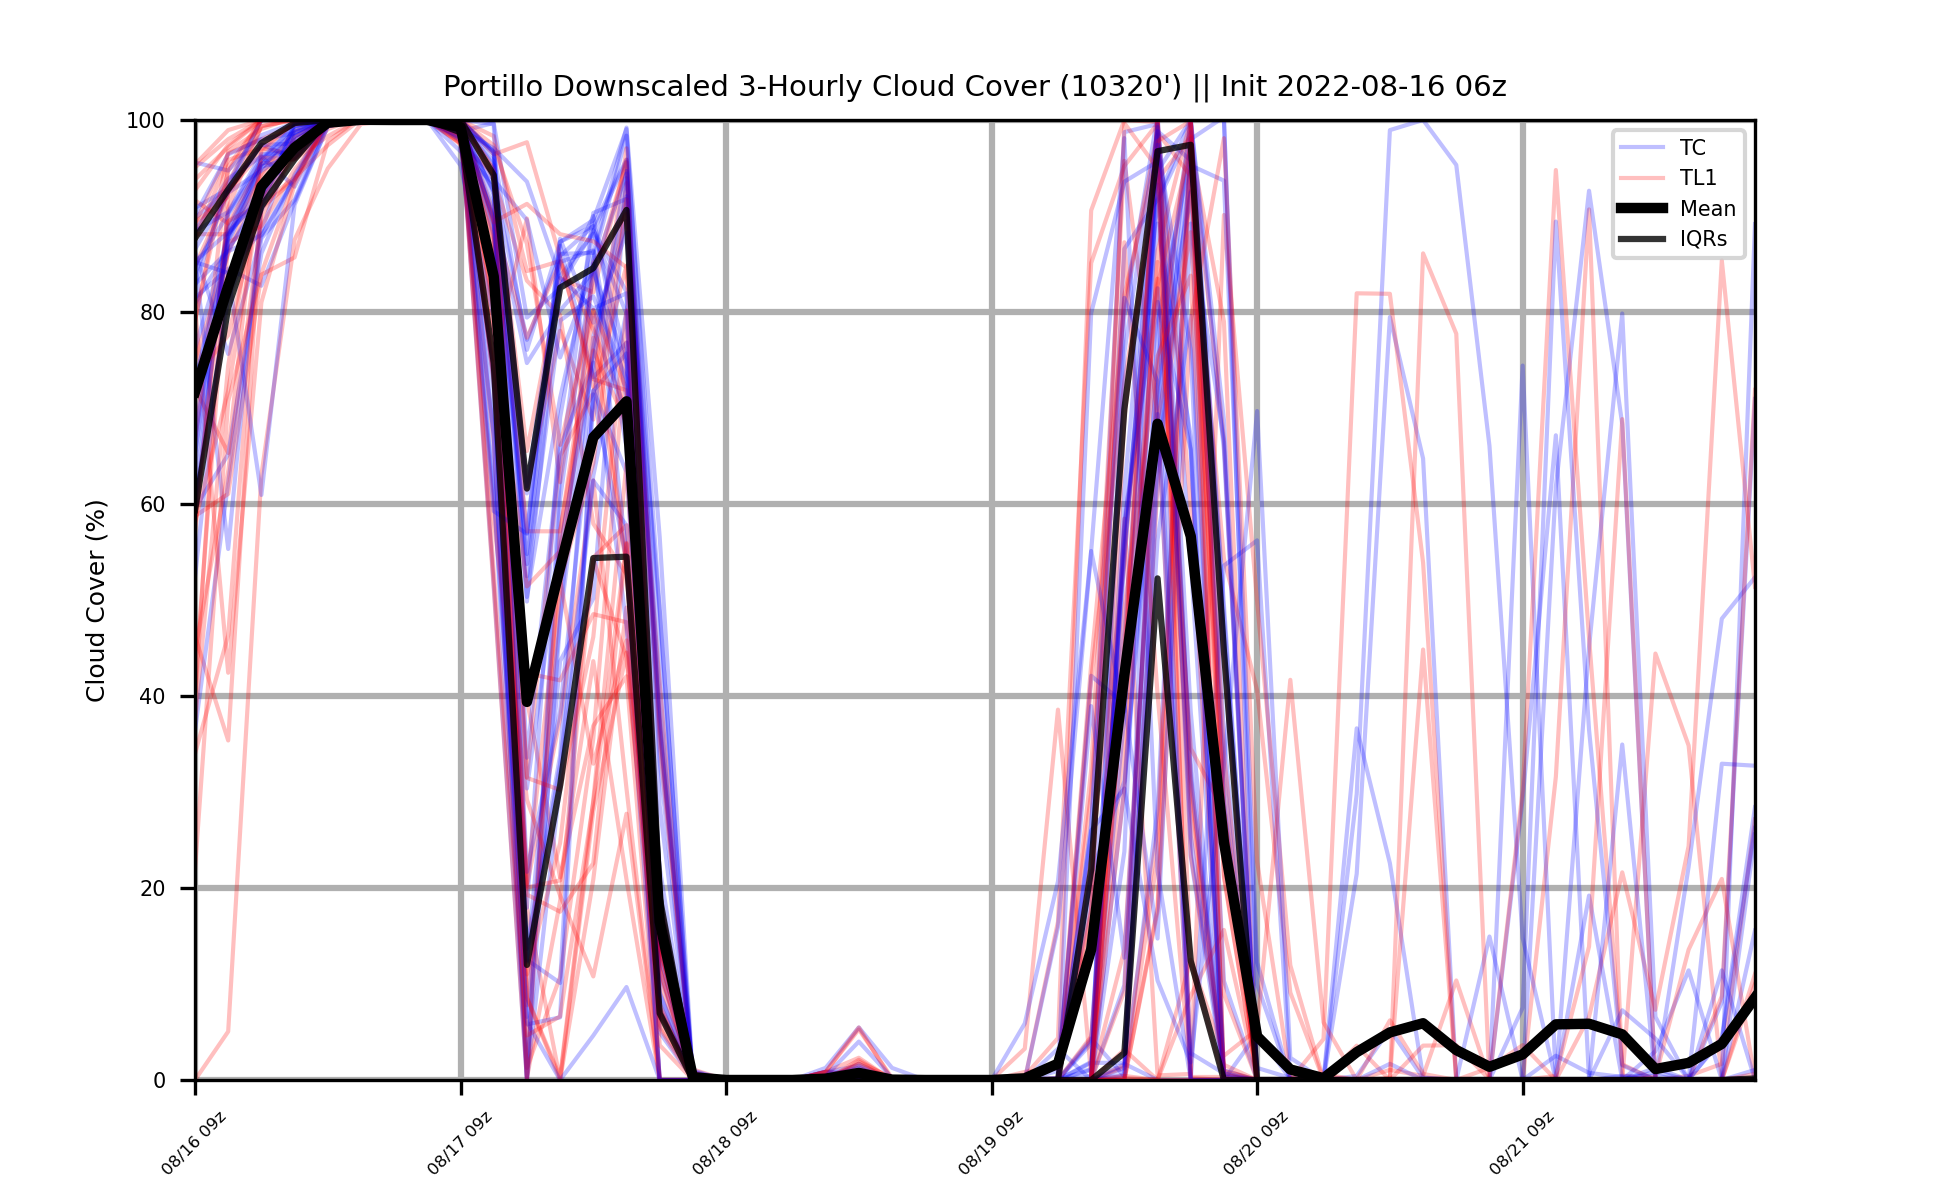 Portillo Downscaled 3-Hourly Cloud Cover (10320') || Init 2022-08-16 06z
TC
TL1
Mean
IQRs
Cloud Cover (%)
100
80
60
40
20
0
08/16 09z
08/17 09z
08/18 09z
08/19 09z
08/20 09z
08/21 09z